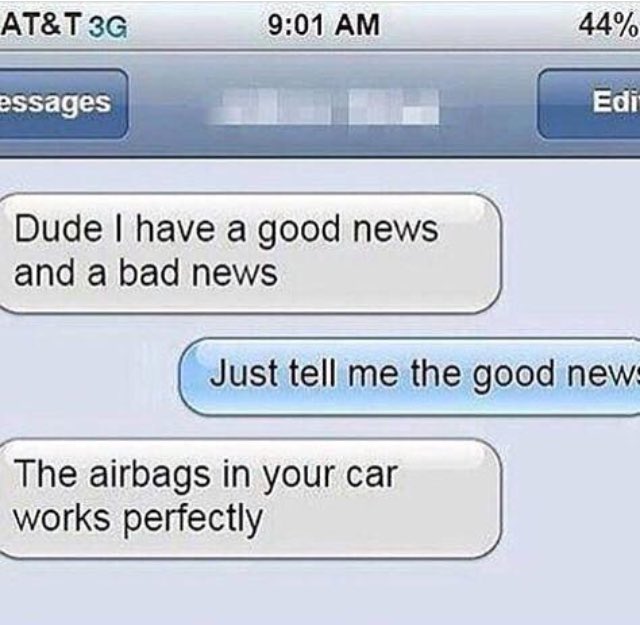 AT&T 3G 9:01 AM 44%
essages Edi
Dude I have a good news
and a bad news
Just tell me the good news
The airbags in your car
works perfectly